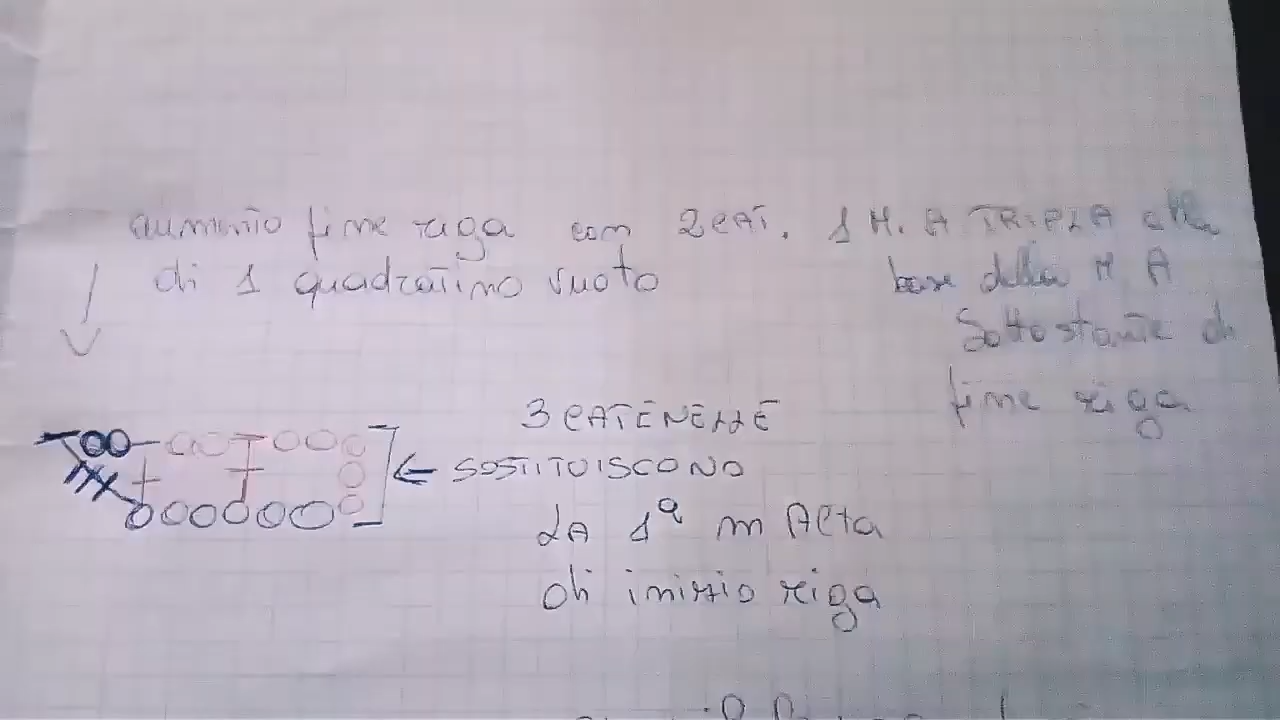 aumento fine riga con 2 CAT. 1 M. A TRIPLA alla
di 1 quadratino vuoto base della M. A
Sottostante di
fine riga
3 CATENELLE
SOSTITUISCONO
LA 1ª m Alta
di inizio riga